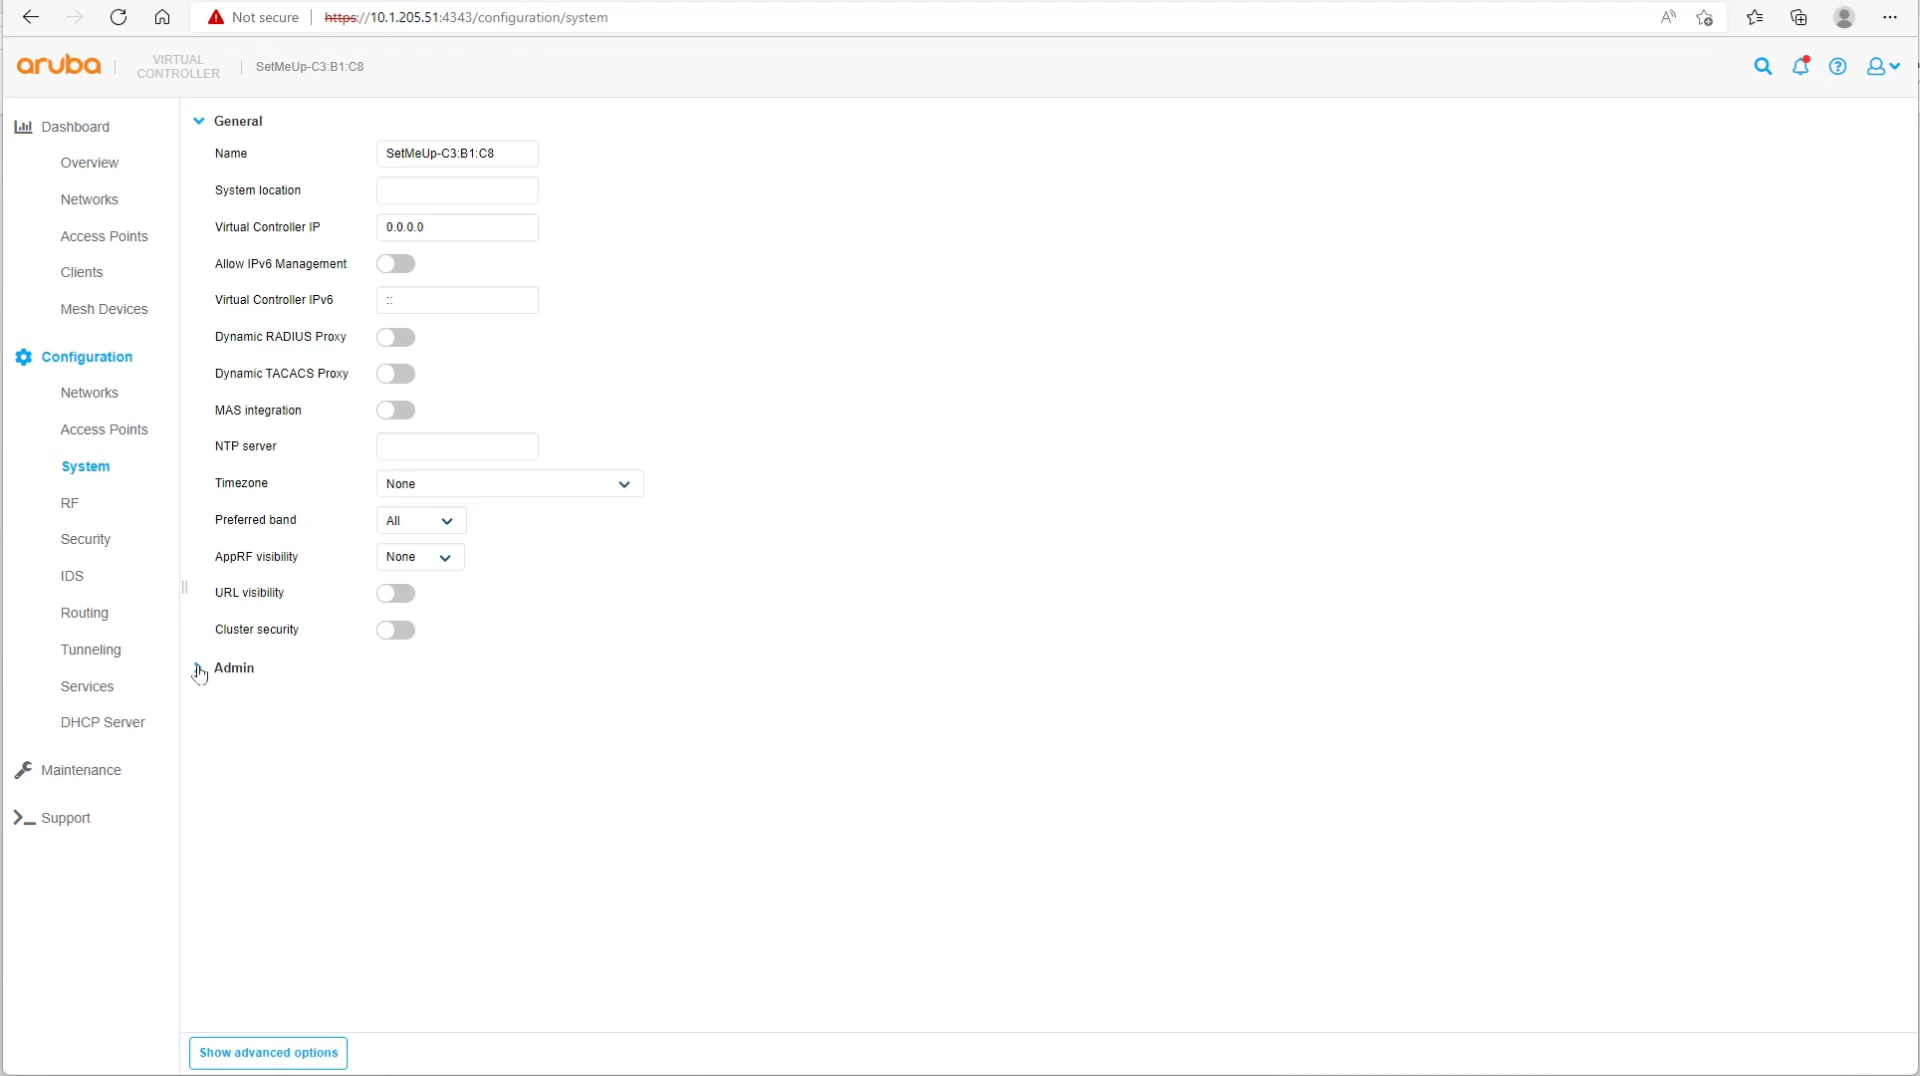 Not secure | https://10.1.205.51:4343/configuration/system
aruba
VIRTUAL
CONTROLLER
SetMeUp-C3:B1:C8
Dashboard
Overview
Networks
Access Points
Clients
Mesh Devices
Configuration
Networks
Access Points
System
RF
Security
IDS
Routing
Tunneling
Services
DHCP Server
Maintenance
Support
General
Name SetMeUp-C3:B1:C8
System location
Virtual Controller IP 0.0.0.0
Allow IPv6 Management
Virtual Controller IPv6 ::
Dynamic RADIUS Proxy
Dynamic TACACS Proxy
MAS integration
NTP server
Timezone None
Preferred band All
AppRF visibility None
URL visibility
Cluster security
Admin
Show advanced options